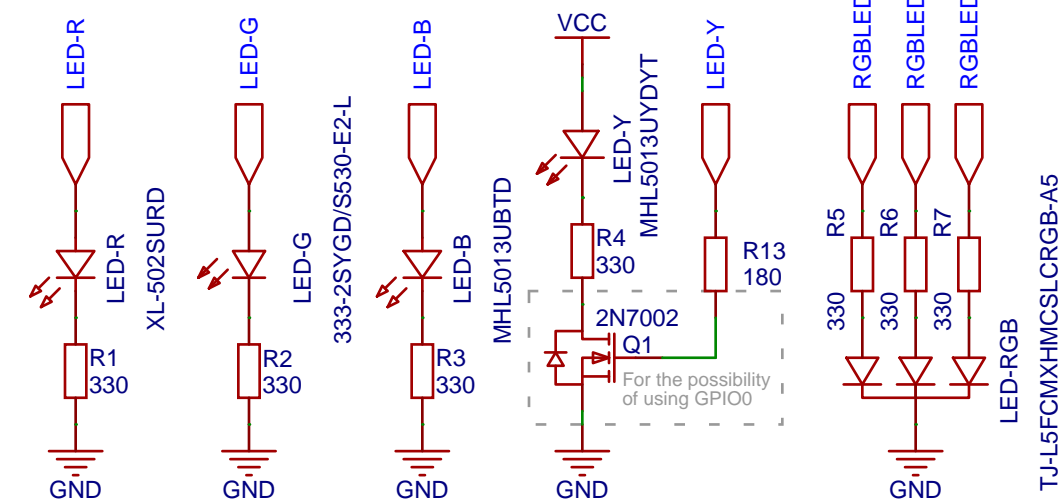 LED-R
LED-R
XL-502SURD
R1
330
GND
LED-G
LED-G
333-2SYGD/S530-E2-L
R2
330
GND
LED-B
LED-B
MHL5013UBTD
R3
330
GND
VCC
LED-Y
MHL5013UYDYT
R4
330
2N7002
Q1
For the possibility
of using GPIO0
GND
LED-Y
R13
180
RGBLED
RGBLED
RGBLED
R5
330
R6
330
R7
330
LED-RGB
TJ-L5FCMXHMCSLCRGB-A5
GND